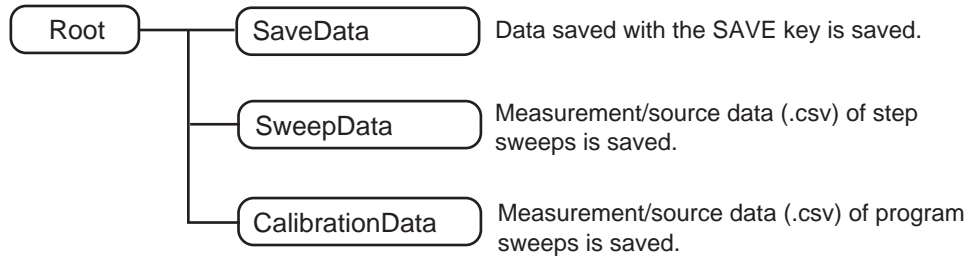 Root
SaveData
Data saved with the SAVE key is saved.
SweepData
Measurement/source data (.csv) of step
sweeps is saved.
CalibrationData
Measurement/source data (.csv) of program
sweeps is saved.